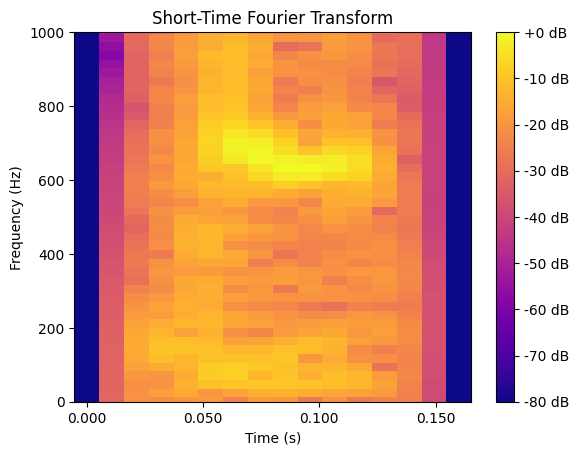 Short-Time Fourier Transform
1000
800
600
400
200
0
Frequency (Hz)
0.000
0.050
0.100
0.150
Time (s)
+0 dB
-10 dB
-20 dB
-30 dB
-40 dB
-50 dB
-60 dB
-70 dB
-80 dB